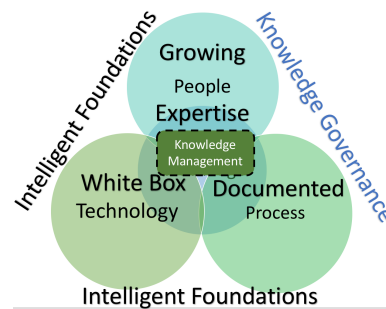 Growing
People
Expertise
Knowledge
Management
White Box
Technology
Documented
Process
Intelligent Foundations
Knowledge Governance
Intelligent Foundations